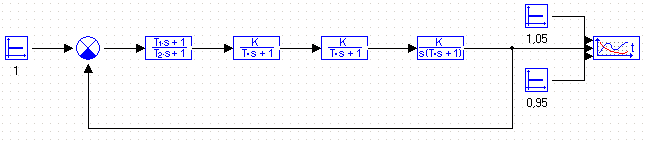 1
T₁·s + 1
T₂·s + 1
K
T·s + 1
K
T·s + 1
K
s(T·s + 1)
1,05
0,95
t